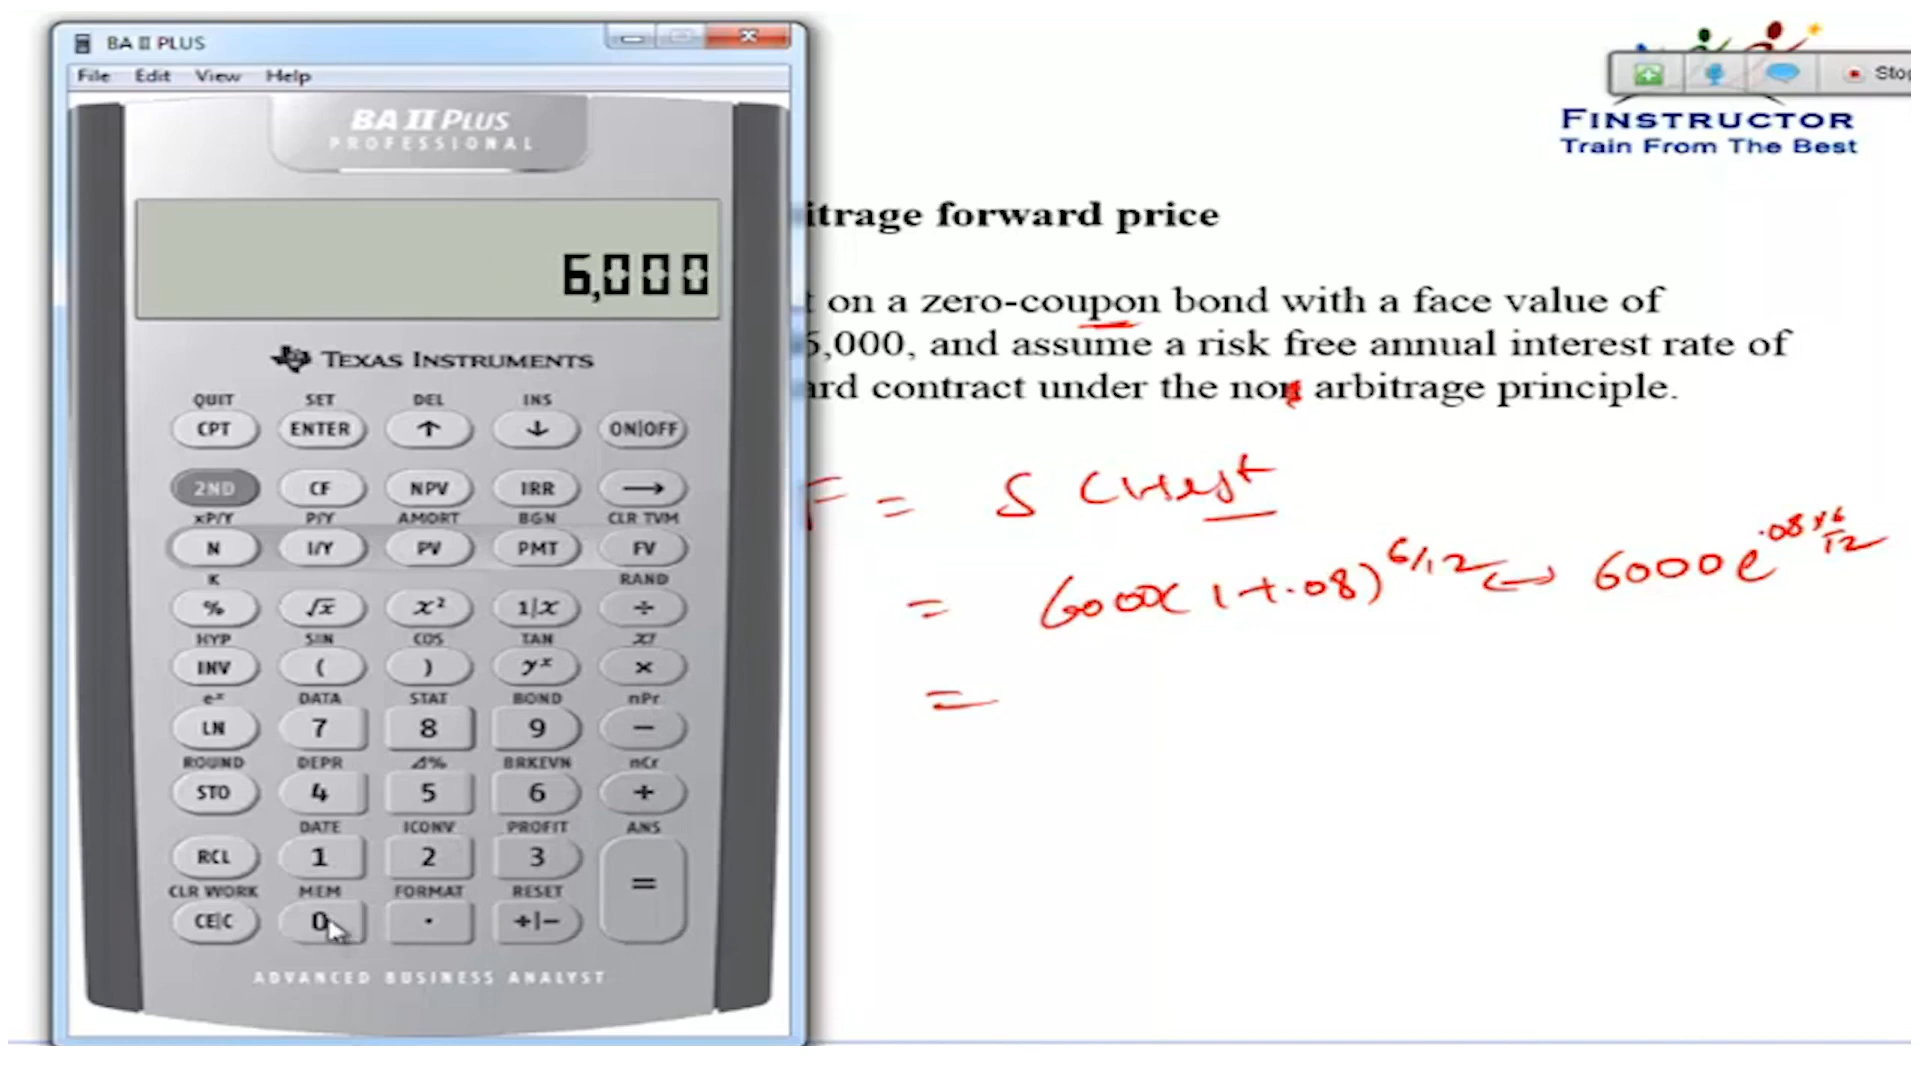 BA II PLUS
File Edit View Help
BA II PLUS
PROFESSIONAL
6,000
TEXAS INSTRUMENTS
QUIT SET DEL INS
CPT ENTER ↑ ↓ ON|OFF
2ND CF NPV IRR →
xP/Y P/Y AMORT BGN CLR TVM
N I/Y PV PMT FV
K RAND
% √x x² 1/x ÷
HYP SIN COS TAN x!
INV ( ) yˣ ×
eˣ DATA STAT BOND nPr
LN 7 8 9 −
ROUND DEPR Δ% BRKEVN nCr
STO 4 5 6 +
DATE ICONV PROFIT ANS
RCL 1 2 3 =
CLR WORK MEM FORMAT RESET
CE|C 0 . +|−
ADVANCED BUSINESS ANALYST
Stop
FINSTRUCTOR
Train From The Best
itrage forward price
t on a zero-coupon bond with a face value of
6,000, and assume a risk free annual interest rate of
ard contract under the non arbitrage principle.
F = S
= 6000(1+.08)^6/12 ↔ 6000e^.08×6/12
=